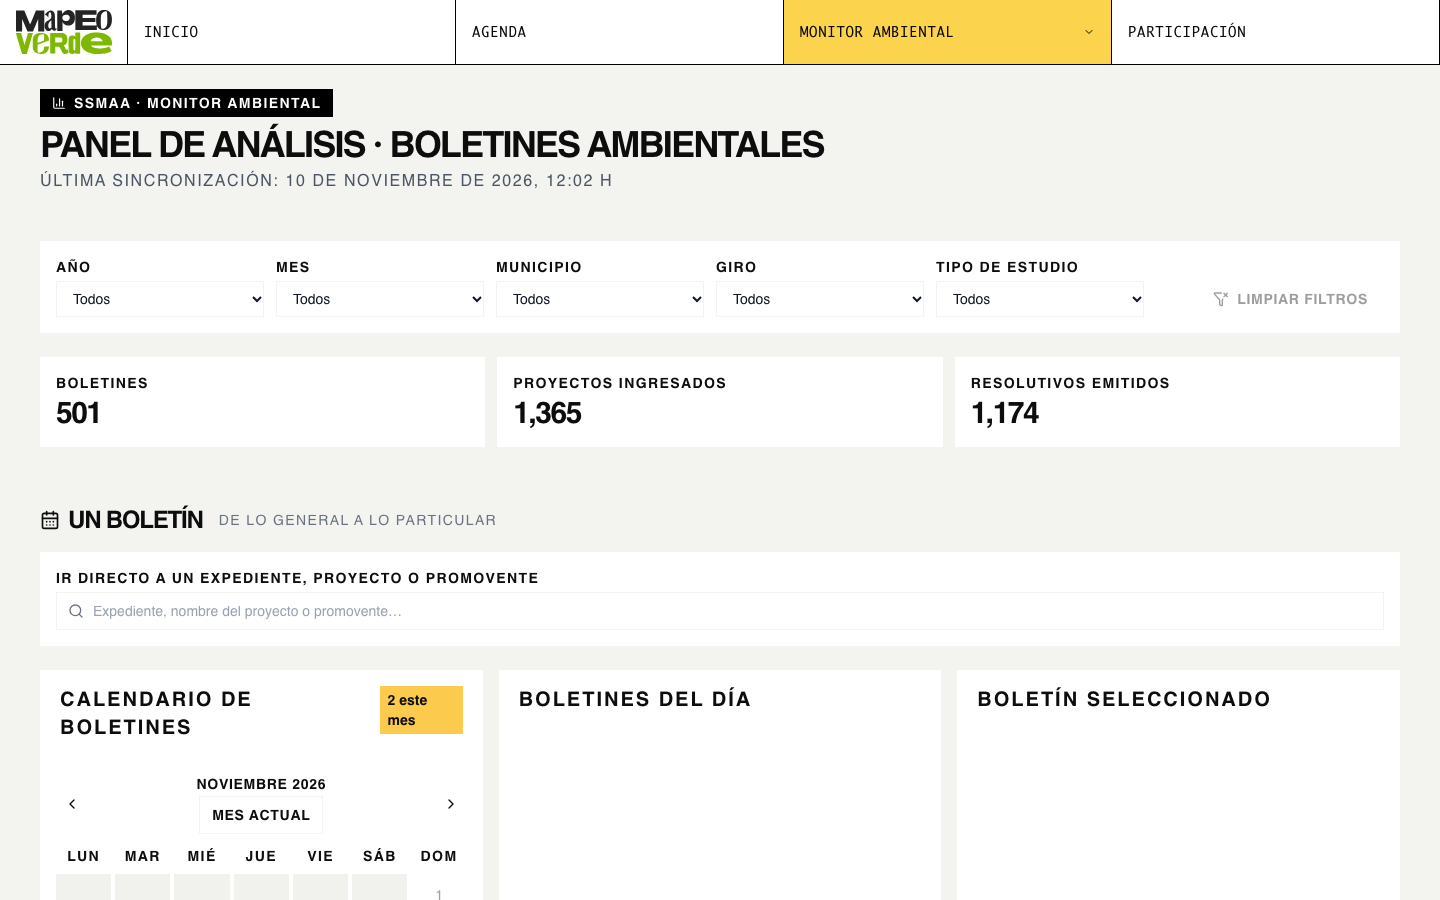 MAPEO
VERDE
INICIO
AGENDA
MONITOR AMBIENTAL
PARTICIPACIÓN
SSMAA · MONITOR AMBIENTAL
PANEL DE ANÁLISIS · BOLETINES AMBIENTALES
ÚLTIMA SINCRONIZACIÓN: 10 DE NOVIEMBRE DE 2026, 12:02 H
AÑO
MES
MUNICIPIO
GIRO
TIPO DE ESTUDIO
Todos
Todos
Todos
Todos
Todos
LIMPIAR FILTROS
BOLETINES
501
PROYECTOS INGRESADOS
1,365
RESOLUTIVOS EMITIDOS
1,174
UN BOLETÍN
DE LO GENERAL A LO PARTICULAR
IR DIRECTO A UN EXPEDIENTE, PROYECTO O PROMOVENTE
Expediente, nombre del proyecto o promovente…
CALENDARIO DE
BOLETINES
2 este
mes
NOVIEMBRE 2026
MES ACTUAL
LUN MAR MIÉ JUE VIE SÁB DOM
1
BOLETINES DEL DÍA
BOLETÍN SELECCIONADO